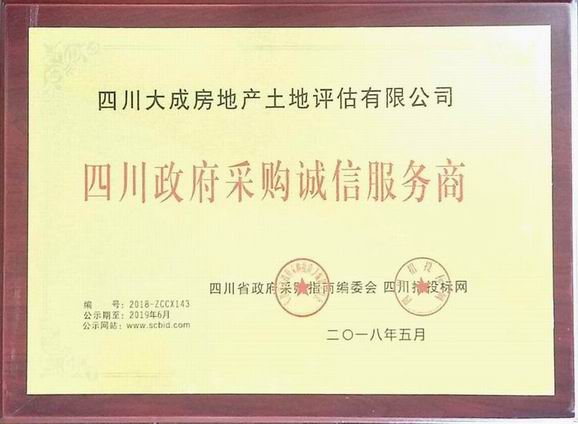 四川大成房地产土地评估有限公司
四川政府采购诚信服务商
四川省政府采购指南编委会 四川招投标网
编 号: 2018-ZCCX143
公示期至: 2019年6月
公示网站: www.scbid.com
二〇一八年五月